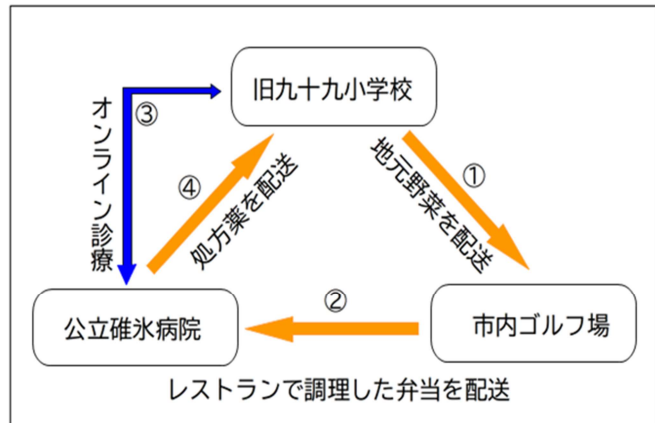 旧九十九小学校
③
オンライン診療
④
処方薬を配送
地元野菜を配送
①
公立碓氷病院
②
市内ゴルフ場
レストランで調理した弁当を配送